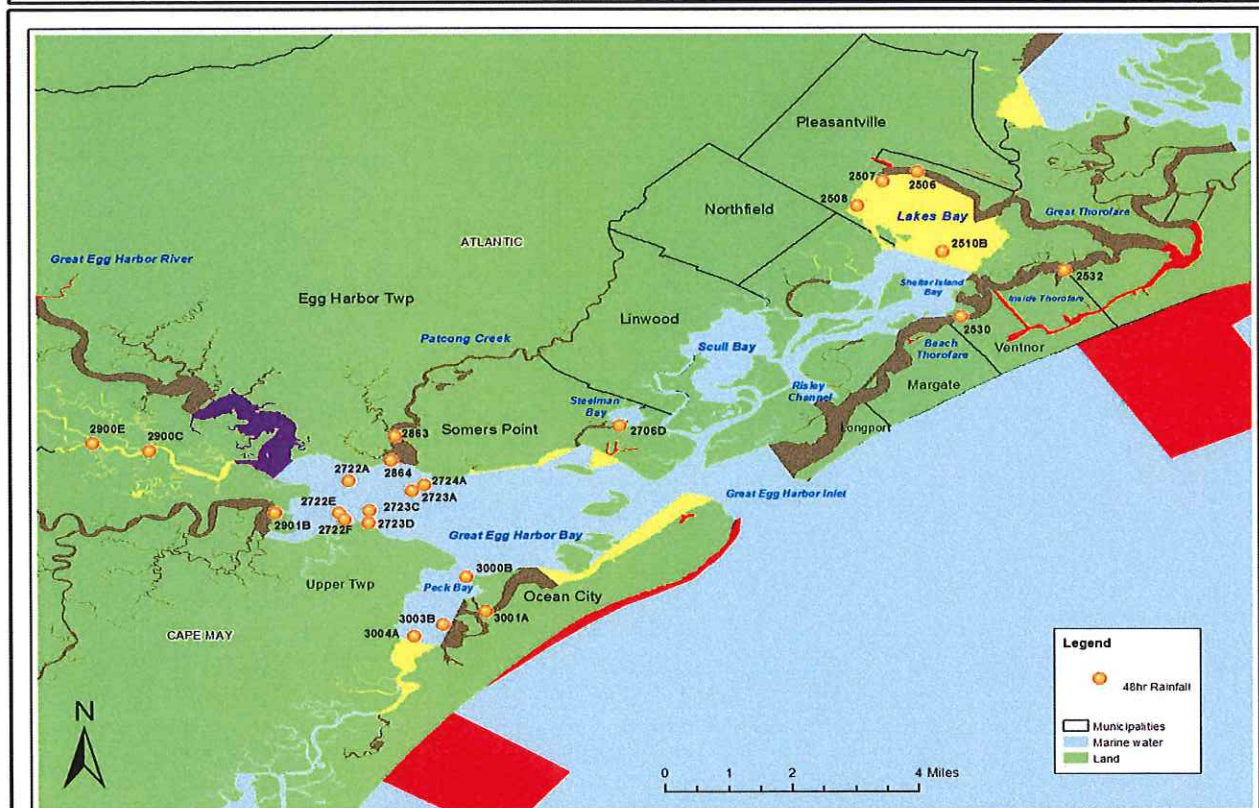 Pleasantville
2507
2506
2508
Northfield
Lakes Bay
Great Thorofare
ATLANTIC
2510B
Great Egg Harbor River
2532
Shelter Island
Bay
Egg Harbor Twp
Inside Thorofare
Linwood
2530
Patcong Creek
Beach
Thorofare
Ventnor
Scull Bay
Risley
Channel
Margate
Steelman
Bay
Longport
2900E
2900C
2863
Somers Point
2706D
2864
2722A
2724A
2723A
Great Egg Harbor Inlet
2722E
2723C
2901B
2722F
2723D
Great Egg Harbor Bay
Upper Twp
3000B
Peck Bay
Ocean City
3003B
3001A
CAPE MAY
3004A
Legend
48hr Rainfall
Municipalities
Marine water
Land
N
0 1 2 4 Miles